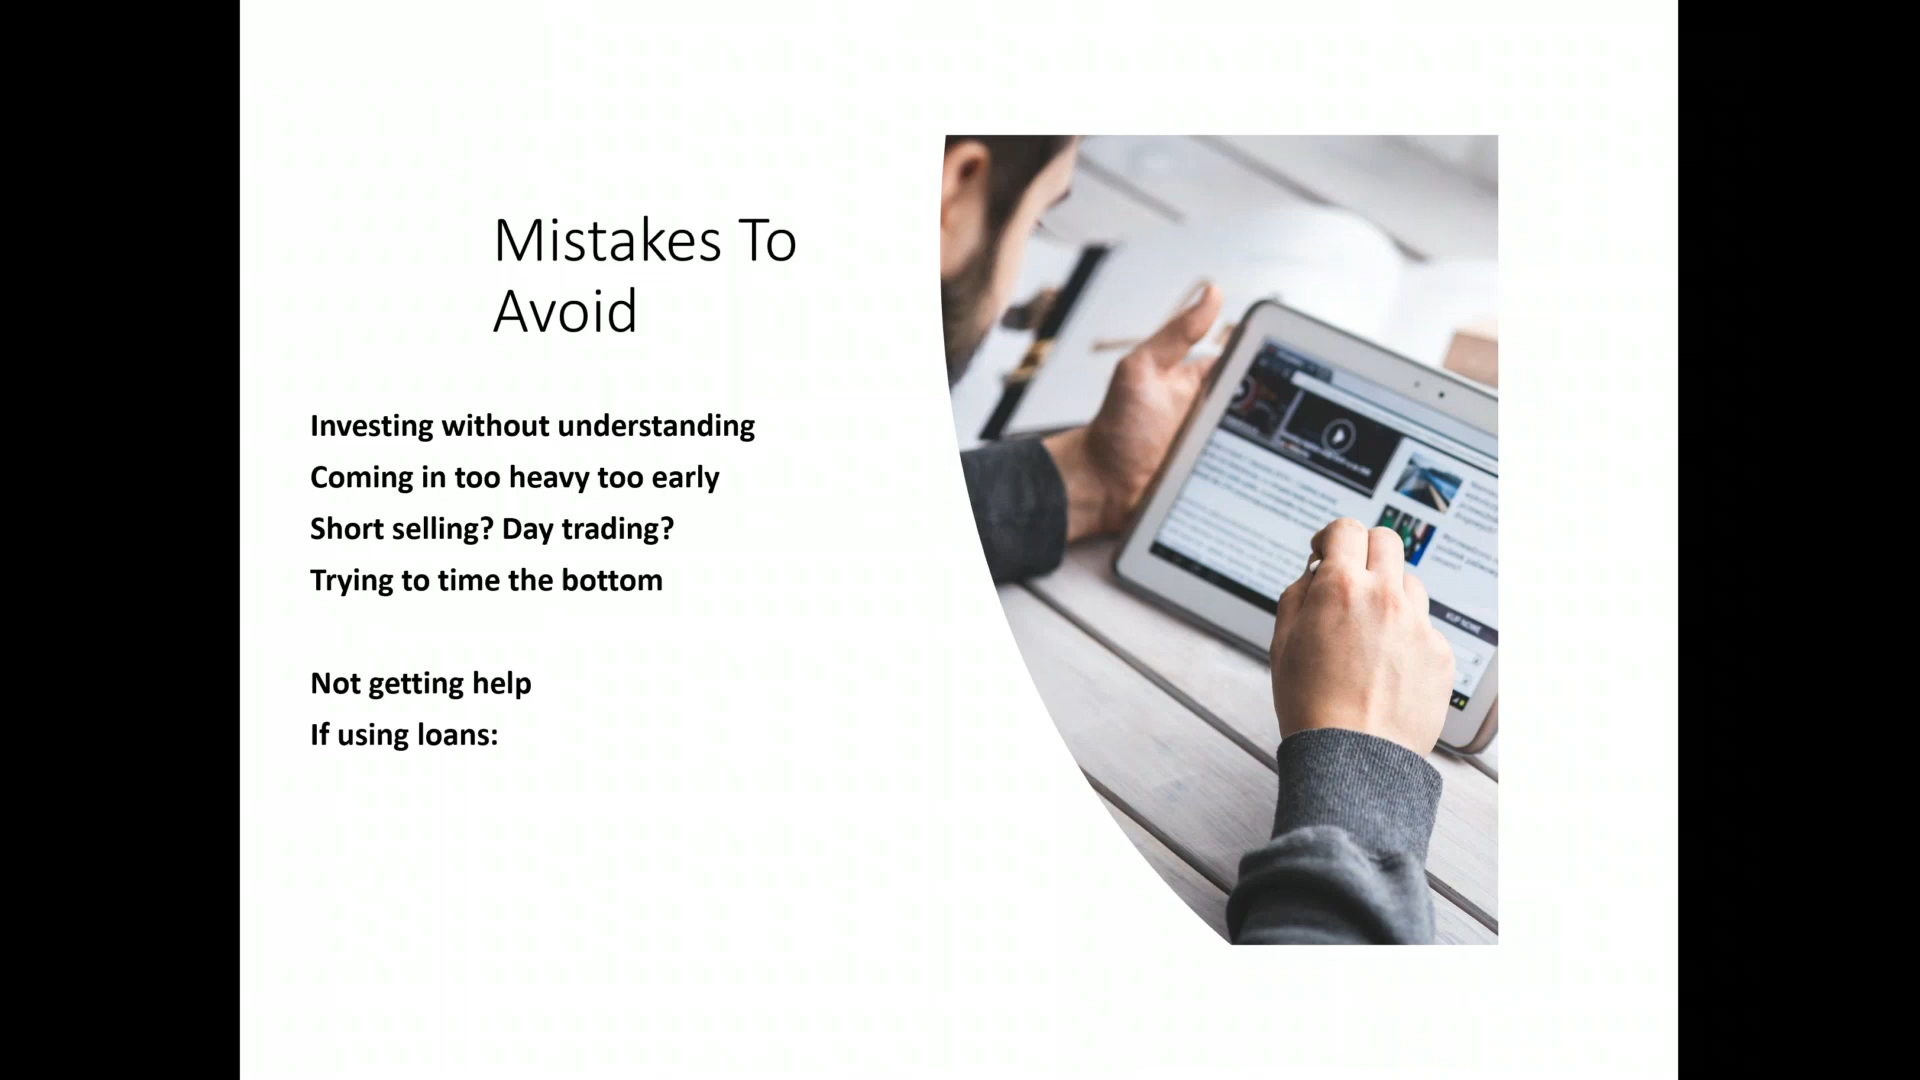 Mistakes To
Avoid
Investing without understanding
Coming in too heavy too early
Short selling? Day trading?
Trying to time the bottom
Not getting help
If using loans: